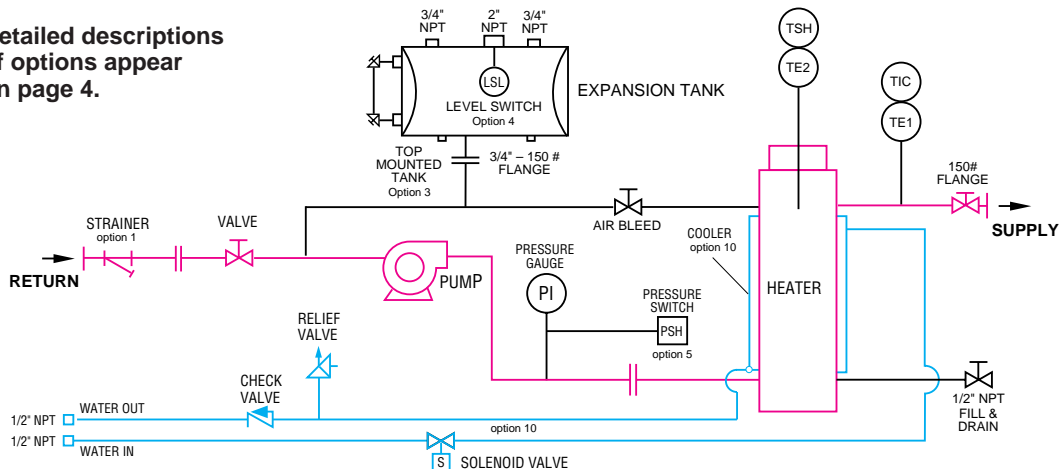 etailed descriptions
f options appear
n page 4.
3/4"
NPT
2"
NPT
3/4"
NPT
LSL
LEVEL SWITCH
Option 4
EXPANSION TANK
TSH
TE2
TIC
TE1
TOP
MOUNTED
TANK
Option 3
3/4" – 150 #
FLANGE
150#
FLANGE
SUPPLY
STRAINER
option 1
VALVE
RETURN
AIR BLEED
COOLER
option 10
PUMP
PRESSURE
GAUGE
PI
PRESSURE
SWITCH
PSH
option 5
HEATER
RELIEF
VALVE
CHECK
VALVE
1/2" NPT
FILL &
DRAIN
1/2" NPT
WATER OUT
option 10
1/2" NPT
WATER IN
S
SOLENOID VALVE